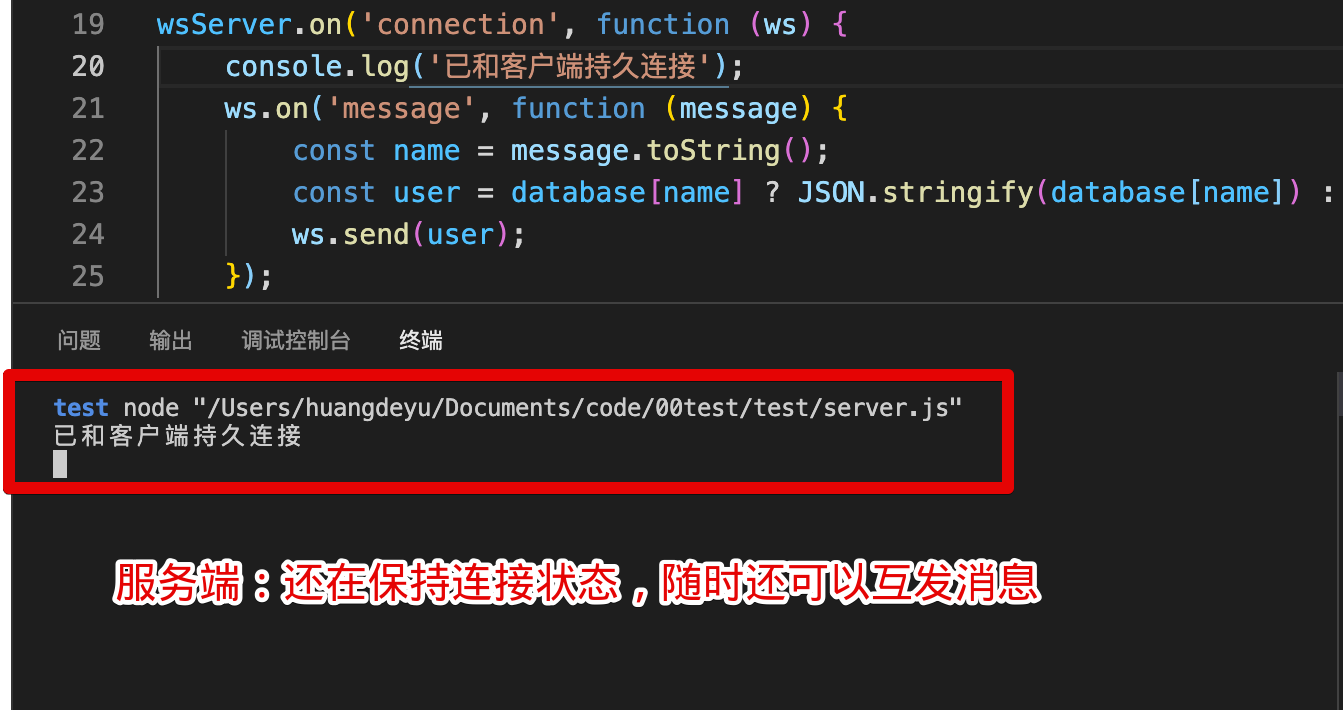 19 wsServer.on('connection', function (ws) {
20 console.log('已和客户端持久连接');
21 ws.on('message', function (message) {
22 const name = message.toString();
23 const user = database[name] ? JSON.stringify(database[name]) :
24 ws.send(user);
25 });
问题 输出 调试控制台 终端
test node "/Users/huangdeyu/Documents/code/00test/test/server.js"
已和客户端持久连接
服务端：还在保持连接状态，随时还可以互发消息